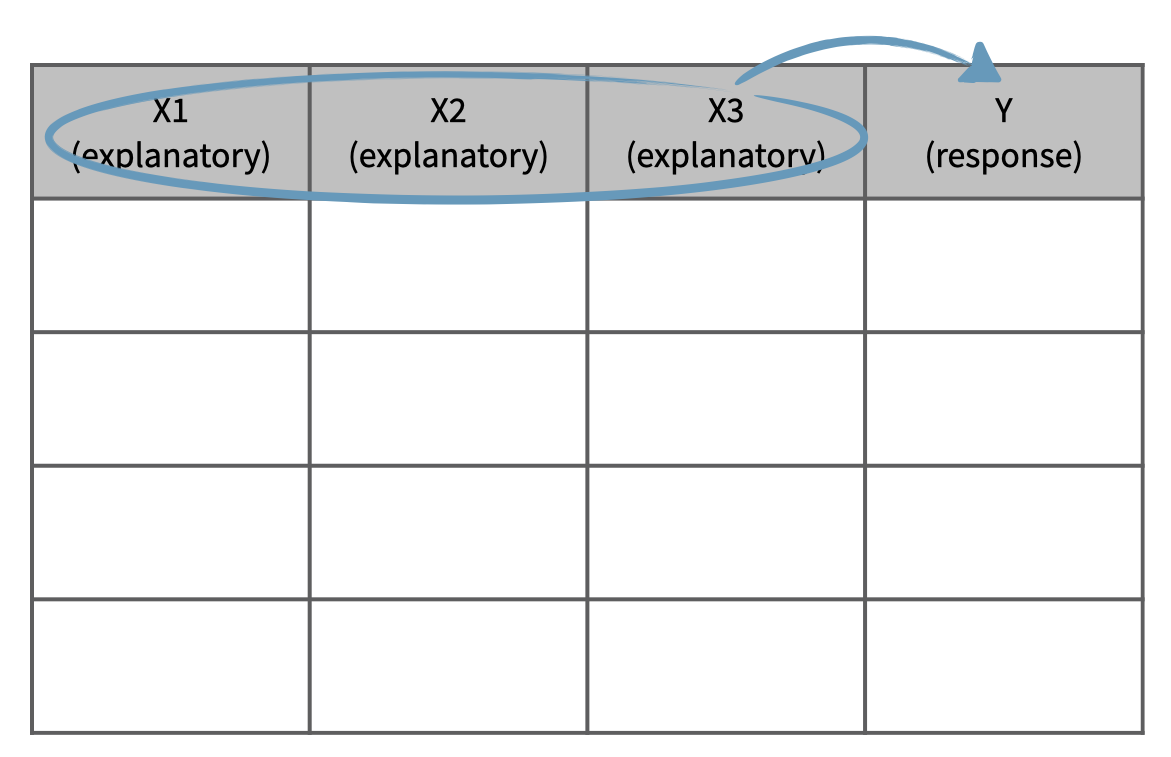 X1
(explanatory)
X2
(explanatory)
X3
(explanatory)
Y
(response)